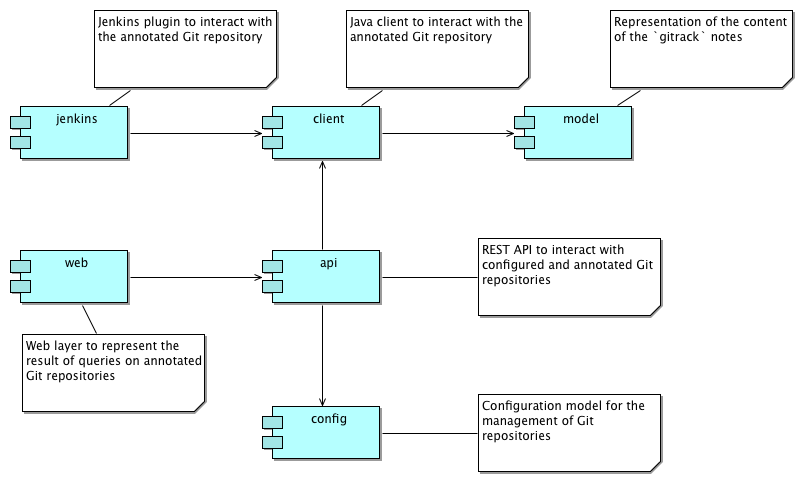 Jenkins plugin to interact with
the annotated Git repository
Java client to interact with the
annotated Git repository
Representation of the content
of the `gitrack` notes
jenkins
client
model
web
api
REST API to interact with
configured and annotated Git
repositories
Web layer to represent the
result of queries on annotated
Git repositories
config
Configuration model for the
management of Git
repositories